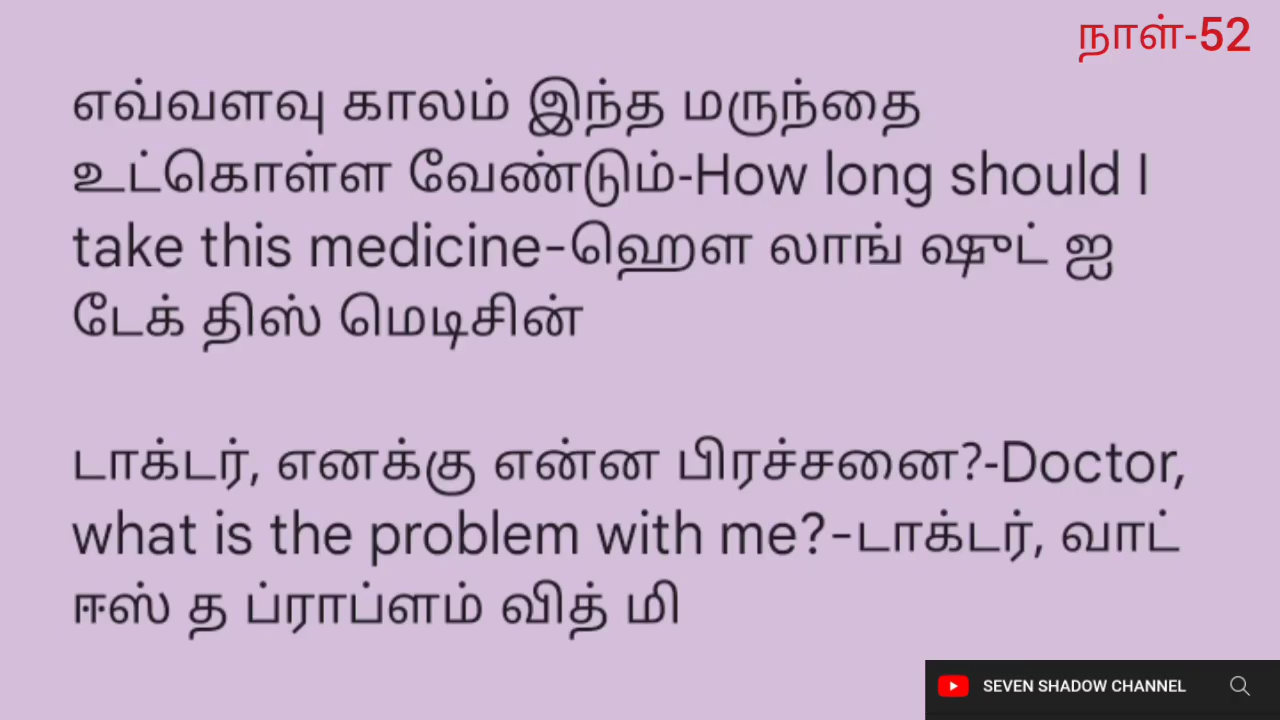 நாள்-52
எவ்வளவு காலம் இந்த மருந்தை
உட்கொள்ள வேண்டும்-How long should I
take this medicine-ஹௌ லாங் ஷுட் ஐ
டேக் திஸ் மெடிசின்
டாக்டர், எனக்கு என்ன பிரச்சனை?-Doctor,
what is the problem with me?-டாக்டர், வாட்
ஈஸ் த ப்ராப்ளம் வித் மி
SEVEN SHADOW CHANNEL